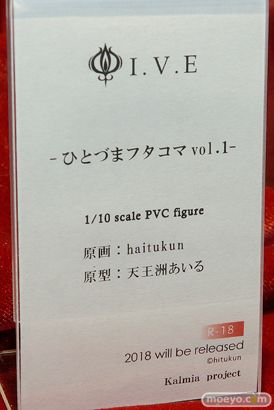 I.V.E
-ひとづまフタコマ vol.1-
1/10 scale PVC figure
原画：haitukun
原型：天王洲あいる
R-18
2018 will be released
©hitukun
Kalmia project
moeyo.com